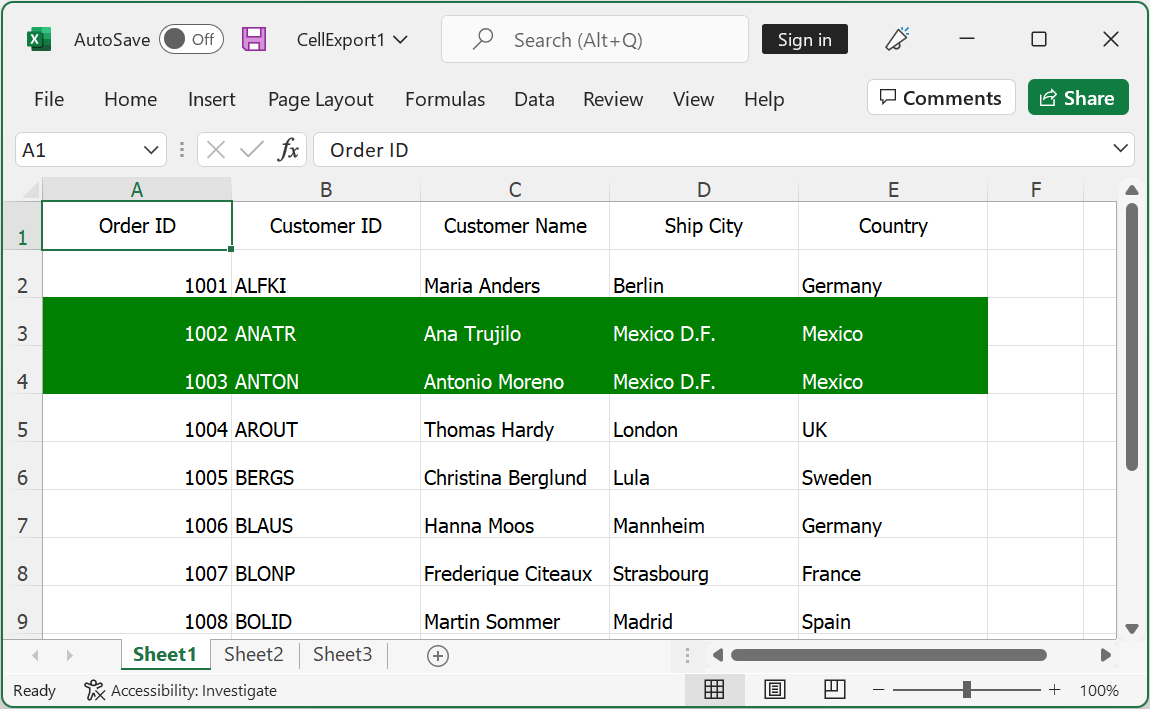 AutoSave Off CellExport1 Search (Alt+Q) Sign in
File Home Insert Page Layout Formulas Data Review View Help Comments Share
A1 fx Order ID
A B C D E F
1 Order ID Customer ID Customer Name Ship City Country
2 1001 ALFKI Maria Anders Berlin Germany
3 1002 ANATR Ana Trujilo Mexico D.F. Mexico
4 1003 ANTON Antonio Moreno Mexico D.F. Mexico
5 1004 AROUT Thomas Hardy London UK
6 1005 BERGS Christina Berglund Lula Sweden
7 1006 BLAUS Hanna Moos Mannheim Germany
8 1007 BLONP Frederique Citeaux Strasbourg France
9 1008 BOLID Martin Sommer Madrid Spain
Sheet1 Sheet2 Sheet3
Ready Accessibility: Investigate 100%